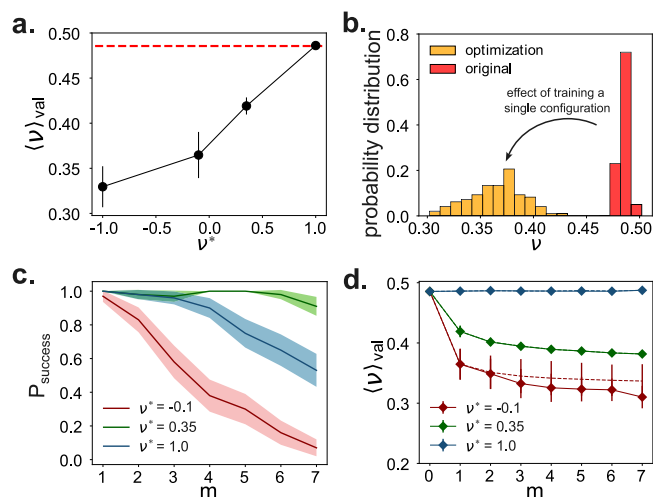 a.
0.50
0.45
0.40
0.35
0.30
⟨ν⟩val
-1.0
-0.5
0.0
0.5
1.0
ν*
b.
probability distribution
0.8
0.6
0.4
0.2
0.0
optimization
original
effect of training a
single configuration
0.30
0.35
0.40
0.45
0.50
ν
c.
Psuccess
1.0
0.8
0.6
0.4
0.2
0.0
ν* = -0.1
ν* = 0.35
ν* = 1.0
1 2 3 4 5 6 7
m
d.
⟨ν⟩val
0.5
0.4
0.3
0.2
ν* = -0.1
ν* = 0.35
ν* = 1.0
0 1 2 3 4 5 6 7
m